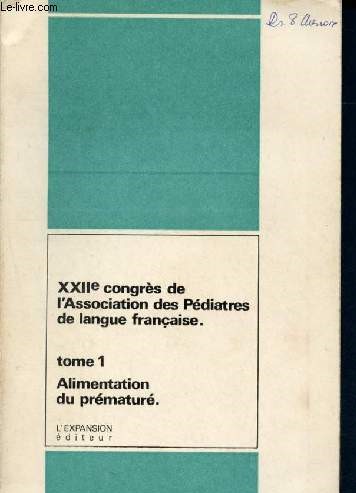 Le-livre.com
XXIIe congrès de
l'Association des Pédiatres
de langue française.
tome 1
Alimentation
du prématuré.
L'EXPANSION
éditeur